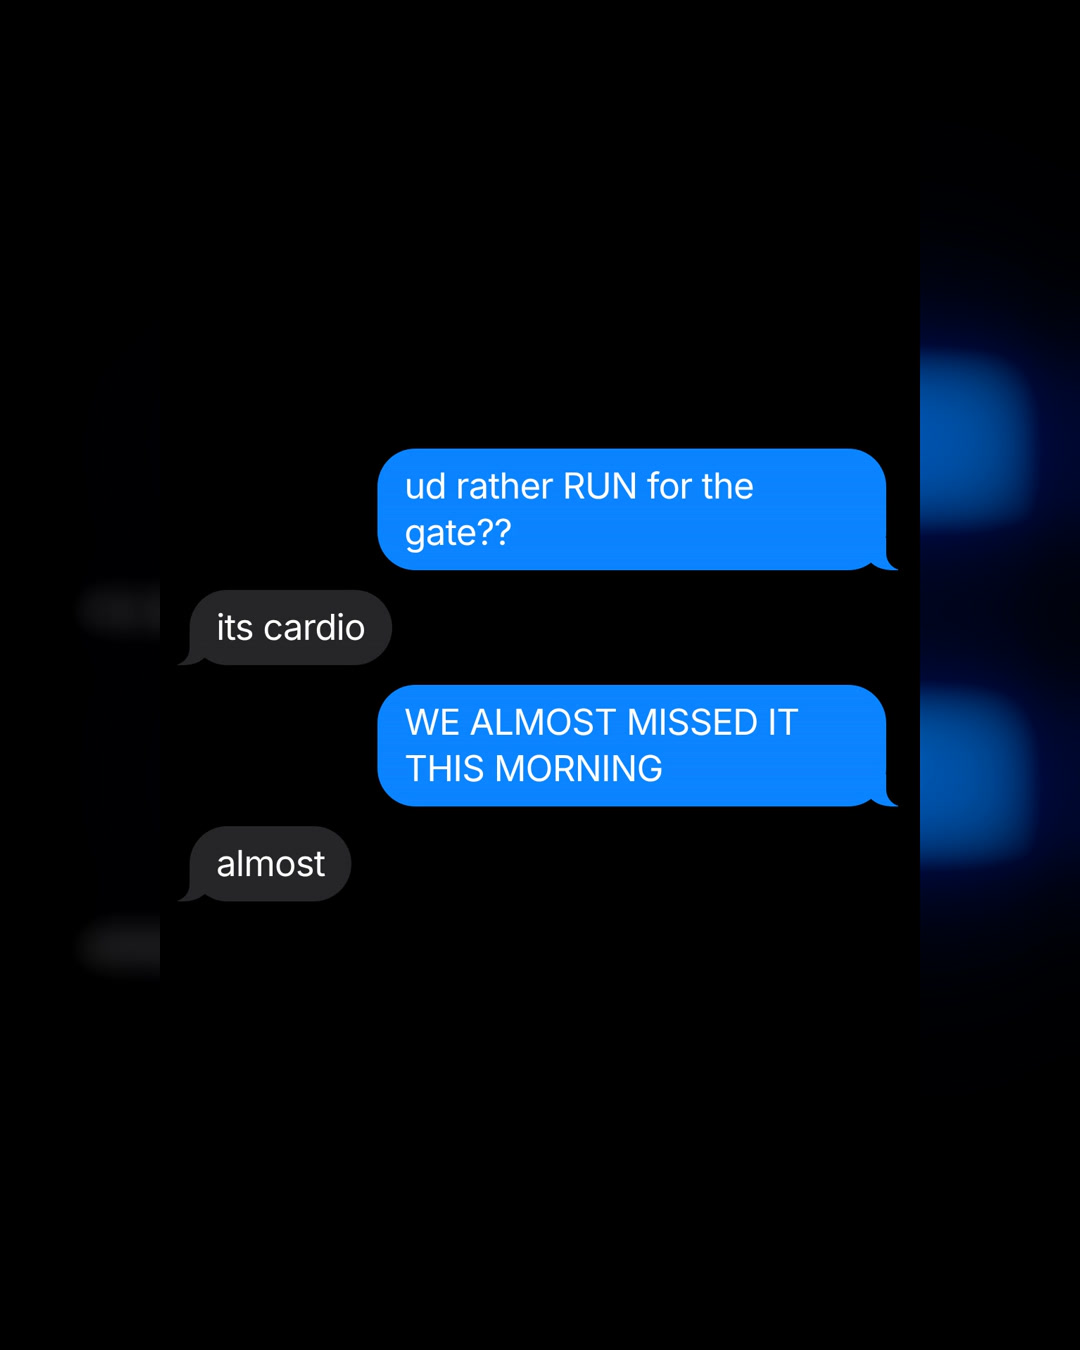 ud rather RUN for the
gate??
its cardio
WE ALMOST MISSED IT
THIS MORNING
almost